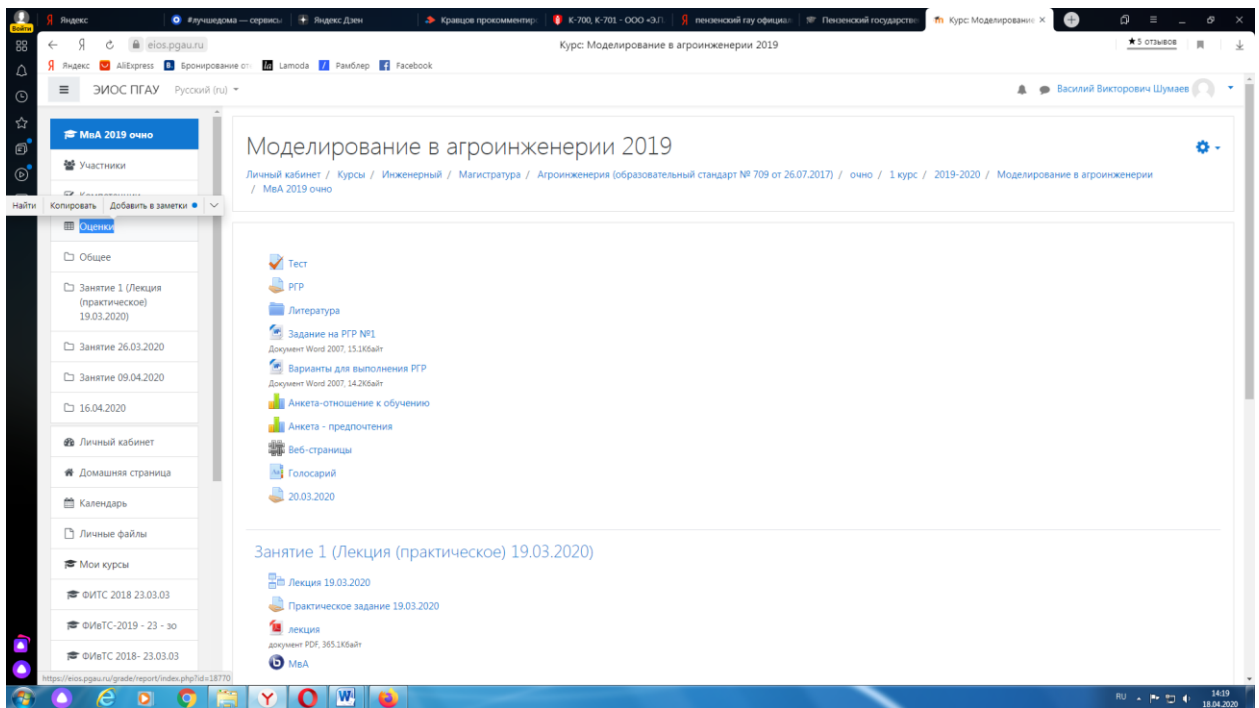 Яндекс
#лучшедома — сервисы
Яндекс.Дзен
Кравцов прокомментир
К-700, К-701 - ООО «Э.Л.
пензенский гау официал
Пензенский государстве
Курс: Моделирование
Войти
eios.pgau.ru
Курс: Моделирование в агроинженерии 2019
★5 отзывов
Яндекс
AliExpress
Бронирование от
Lamoda
Рамблер
Facebook
ЭИОС ПГАУ
Русский (ru)
Василий Викторович Шумаев
МвА 2019 очно
Участники
Компетенции
Найти
Копировать
Добавить в заметки
Оценки
Общее
Занятие 1 (Лекция
(практическое)
19.03.2020)
Занятие 26.03.2020
Занятие 09.04.2020
16.04.2020
Личный кабинет
Домашняя страница
Календарь
Личные файлы
Мои курсы
ФИТС 2018 23.03.03
ФИвТС-2019 - 23 - зо
ФИвТС 2018- 23.03.03
Моделирование в агроинженерии 2019
Личный кабинет / Курсы / Инженерный / Магистратура / Агроинженерия (образовательный стандарт № 709 от 26.07.2017) / очно / 1 курс / 2019-2020 / Моделирование в агроинженерии
/ МвА 2019 очно
Тест
РГР
Литература
Задание на РГР №1
Документ Word 2007, 15.1Кбайт
Варианты для выполнения РГР
Документ Word 2007, 14.2Кбайт
Анкета-отношение к обучению
Анкета - предпочтения
Веб-страницы
Голосарий
20.03.2020
Занятие 1 (Лекция (практическое) 19.03.2020)
Лекция 19.03.2020
Практическое задание 19.03.2020
лекция
документ PDF, 365.1Кбайт
МвА
https://eios.pgau.ru/grade/report/index.php?id=18770
RU
14:19
18.04.2020